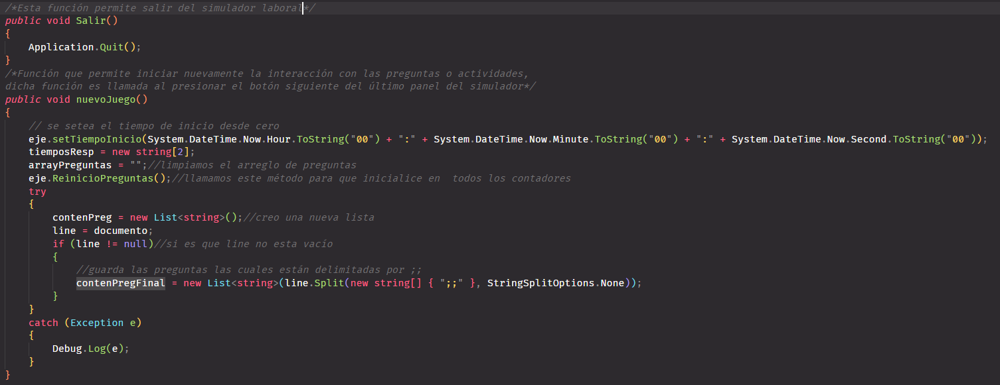 /*Esta función permite salir del simulador laboral*/
public void Salir()
{
    Application.Quit();
}
/*Función que permite iniciar nuevamente la interacción con las preguntas o actividades,
dicha función es llamada al presionar el botón siguiente del último panel del simulador*/
public void nuevoJuego()
{
    // se setea el tiempo de inicio desde cero
    eje.setTiempoInicio(System.DateTime.Now.Hour.ToString("00") + ":" + System.DateTime.Now.Minute.ToString("00") + ":" + System.DateTime.Now.Second.ToString("00"));
    tiemposResp = new string[2];
    arrayPreguntas = "";//limpiamos el arreglo de preguntas
    eje.ReinicioPreguntas();//llamamos este método para que inicialice en  todos los contadores
    try
    {
        contenPreg = new List<string>();//creo una nueva lista
        line = documento;
        if (line != null)//si es que line no esta vacío
        {
            //guarda las preguntas las cuales están delimitadas por ;;
            contenPregFinal = new List<string>(line.Split(new string[] { ";;" }, StringSplitOptions.None));
        }
    }
    catch (Exception e)
    {
        Debug.Log(e);
    }
}